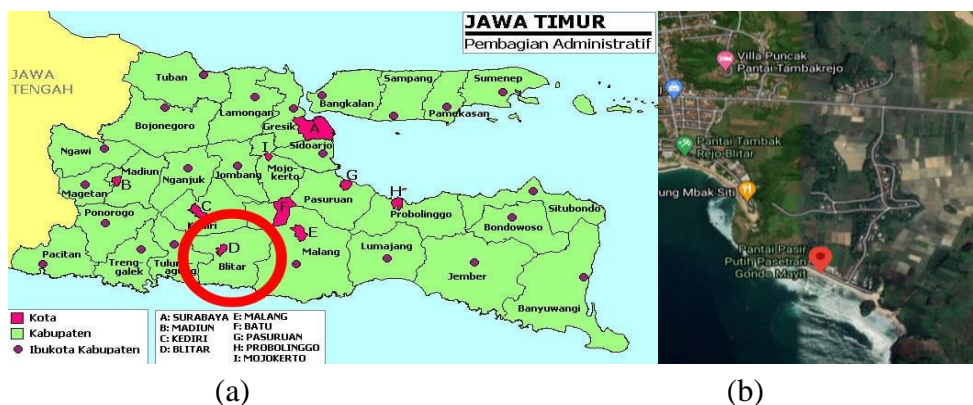 JAWA TIMUR
Pembagian Administratif
JAWA
TENGAH
Tuban
Lamongan
Bojonegoro
Gresik
A
Bangkalan
Sampang
Sumenep
Pamekasan
Sidoarjo
I
Ngawi
Madiun
B
Magetan
Nganjuk
Jombang
Mojo-
kerto
G
Pasuruan
H
Probolinggo
Situbondo
Bondowoso
Ponorogo
C
F
E
Pacitan
Treng-
galek
Tulung
agung
D
Blitar
Malang
Lumajang
Jember
Banyuwangi
Kota
Kabupaten
Ibukota Kabupaten
A: SURABAYA
B: MADIUN
C: KEDIRI
D: BLITAR
E: MALANG
F: BATU
G: PASURUAN
H: PROBOLINGGO
I: MOJOKERTO
Villa Puncak
Pantai Tambakrejo
Pantai Tambak
Rejo Blitar
ung Mbak Siti
Pantai Pasir
Putih Pasetran
Gondo Mayit
(a)
(b)